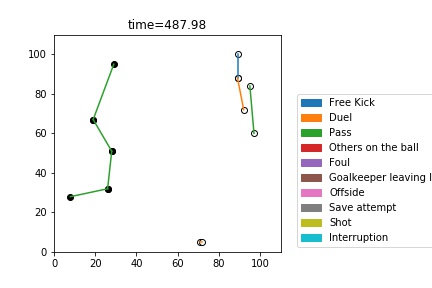 time=487.98
100
80
60
40
20
0
0 20 40 60 80 100
Free Kick
Duel
Pass
Others on the ball
Foul
Goalkeeper leaving
Offside
Save attempt
Shot
Interruption